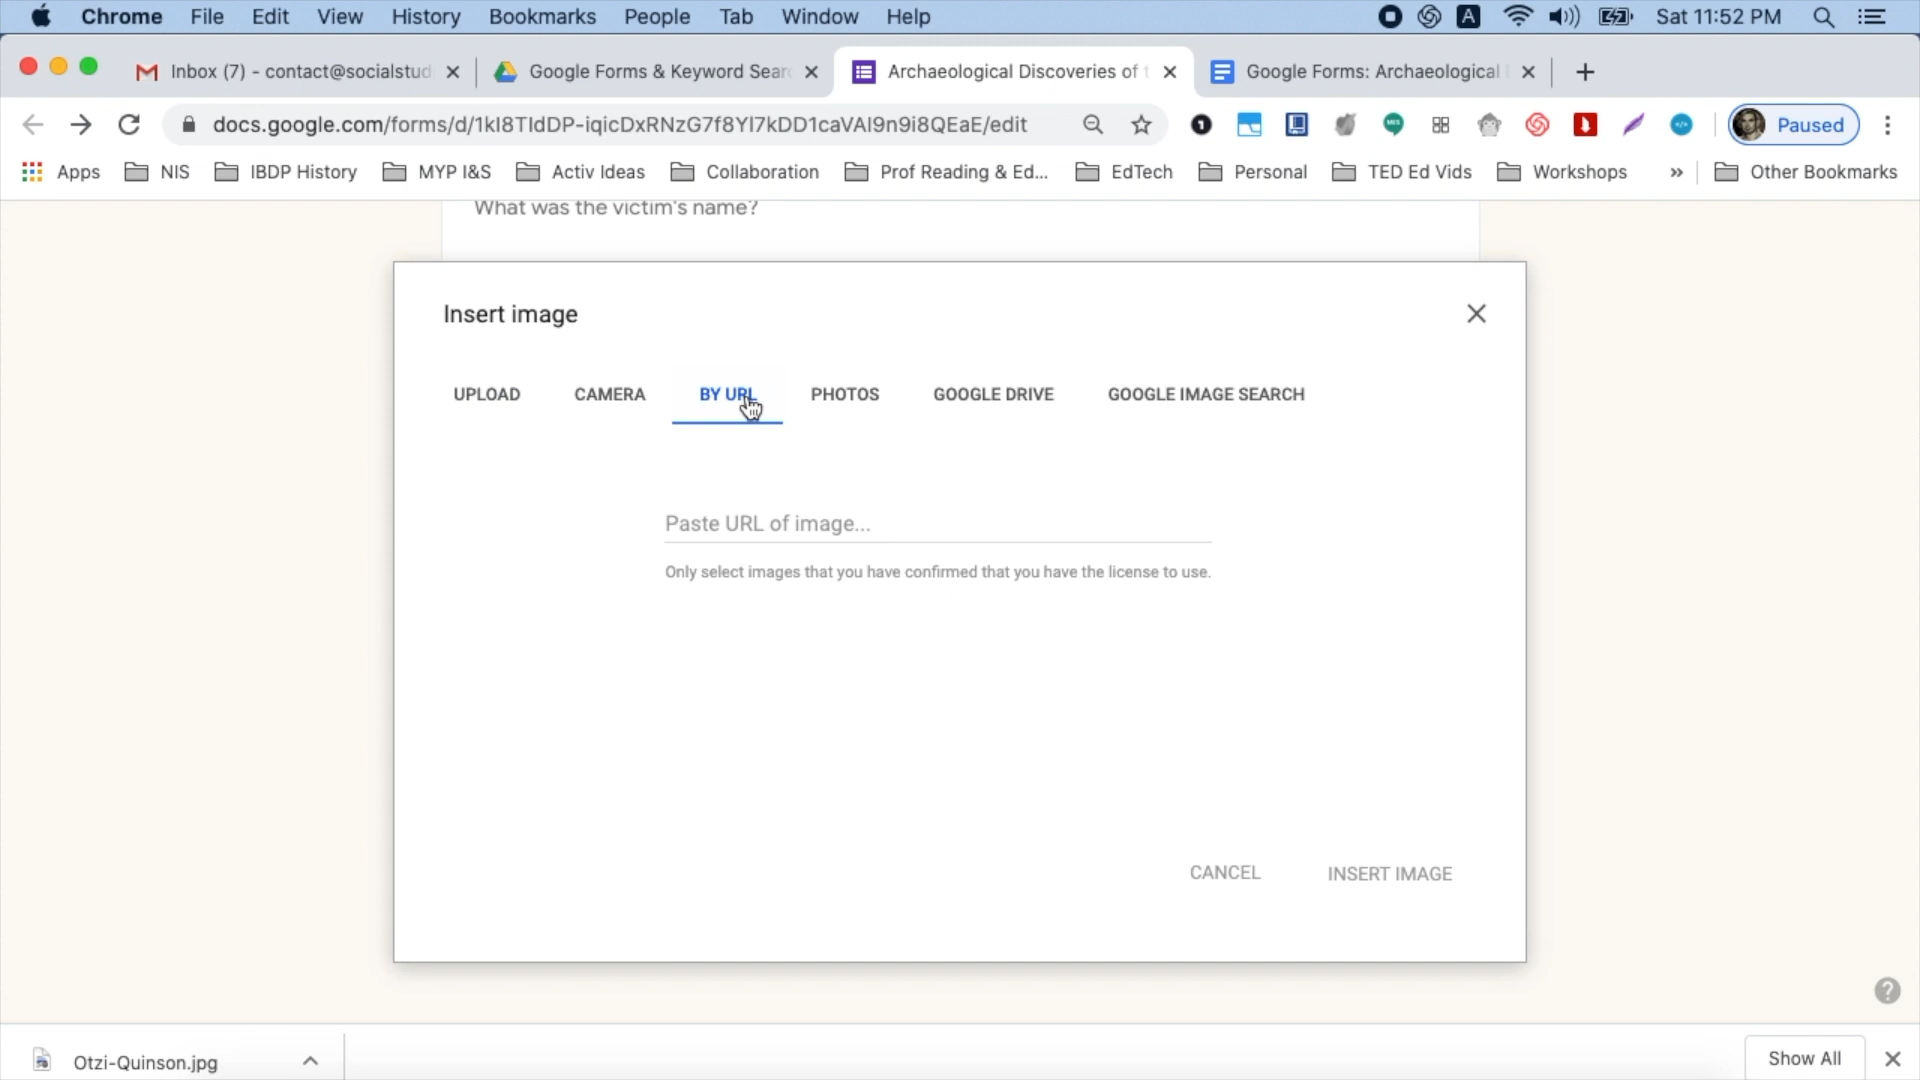 Chrome File Edit View History Bookmarks People Tab Window Help A Sat 11:52 PM
Inbox (7) - contact@socialstud Google Forms & Keyword Sear Archaeological Discoveries of t Google Forms: Archaeological
docs.google.com/forms/d/1kI8TIdDP-iqicDxRNzG7f8YI7kDD1caVAI9n9i8QEaE/edit Paused
Apps NIS IBDP History MYP I&S Activ Ideas Collaboration Prof Reading & Ed... EdTech Personal TED Ed Vids Workshops » Other Bookmarks
What was the victim's name?
Insert image
UPLOAD CAMERA BY URL PHOTOS GOOGLE DRIVE GOOGLE IMAGE SEARCH
Paste URL of image...
Only select images that you have confirmed that you have the license to use.
CANCEL INSERT IMAGE
Otzi-Quinson.jpg Show All